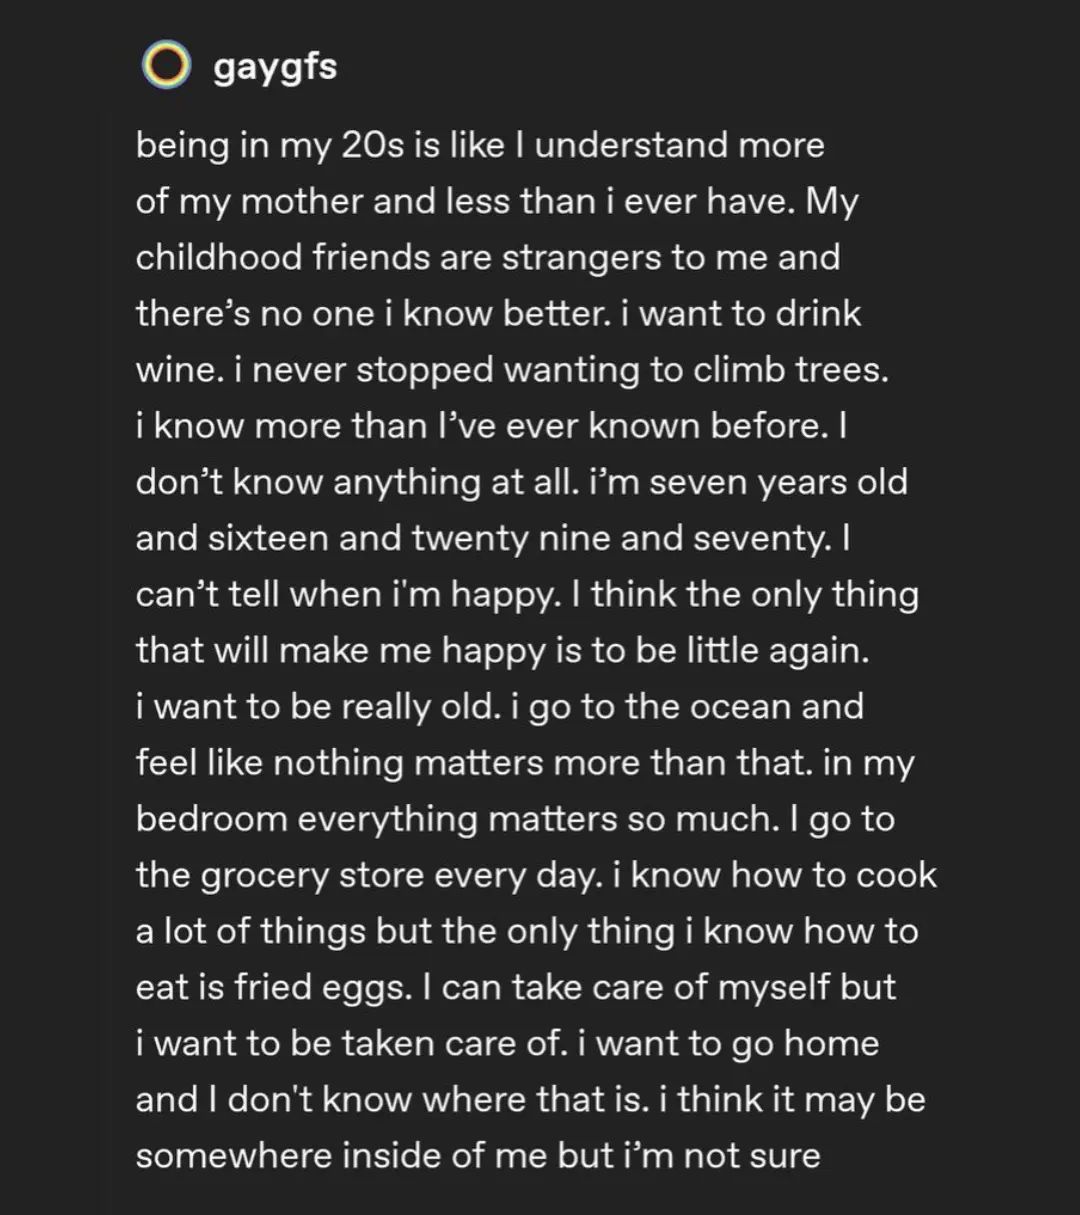 gaygfs
being in my 20s is like I understand more
of my mother and less than i ever have. My
childhood friends are strangers to me and
there’s no one i know better. i want to drink
wine. i never stopped wanting to climb trees.
i know more than I’ve ever known before. I
don’t know anything at all. i’m seven years old
and sixteen and twenty nine and seventy. I
can’t tell when i'm happy. I think the only thing
that will make me happy is to be little again.
i want to be really old. i go to the ocean and
feel like nothing matters more than that. in my
bedroom everything matters so much. I go to
the grocery store every day. i know how to cook
a lot of things but the only thing i know how to
eat is fried eggs. I can take care of myself but
i want to be taken care of. i want to go home
and I don't know where that is. i think it may be
somewhere inside of me but i’m not sure